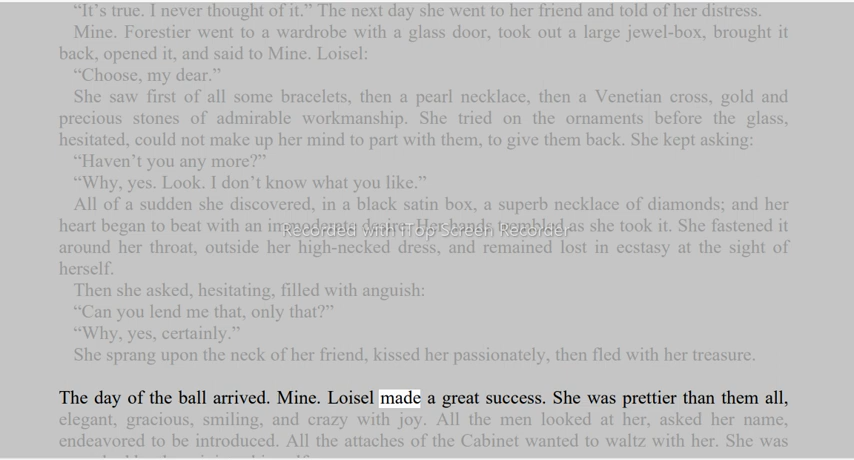 “It’s true. I never thought of it.” The next day she went to her friend and told of her distress.
Mine. Forestier went to a wardrobe with a glass door, took out a large jewel-box, brought it
back, opened it, and said to Mine. Loisel:
“Choose, my dear.”
She saw first of all some bracelets, then a pearl necklace, then a Venetian cross, gold and
precious stones of admirable workmanship. She tried on the ornaments before the glass,
hesitated, could not make up her mind to part with them, to give them back. She kept asking:
“Haven’t you any more?”
“Why, yes. Look. I don’t know what you like.”
All of a sudden she discovered, in a black satin box, a superb necklace of diamonds; and her
heart began to beat with an immoderate desire. Her hands trembled as she took it. She fastened it
Recorded with iTop Screen Recorder
around her throat, outside her high-necked dress, and remained lost in ecstasy at the sight of
herself.
Then she asked, hesitating, filled with anguish:
“Can you lend me that, only that?”
“Why, yes, certainly.”
She sprang upon the neck of her friend, kissed her passionately, then fled with her treasure.
The day of the ball arrived. Mine. Loisel made a great success. She was prettier than them all,
elegant, gracious, smiling, and crazy with joy. All the men looked at her, asked her name,
endeavored to be introduced. All the attaches of the Cabinet wanted to waltz with her. She was